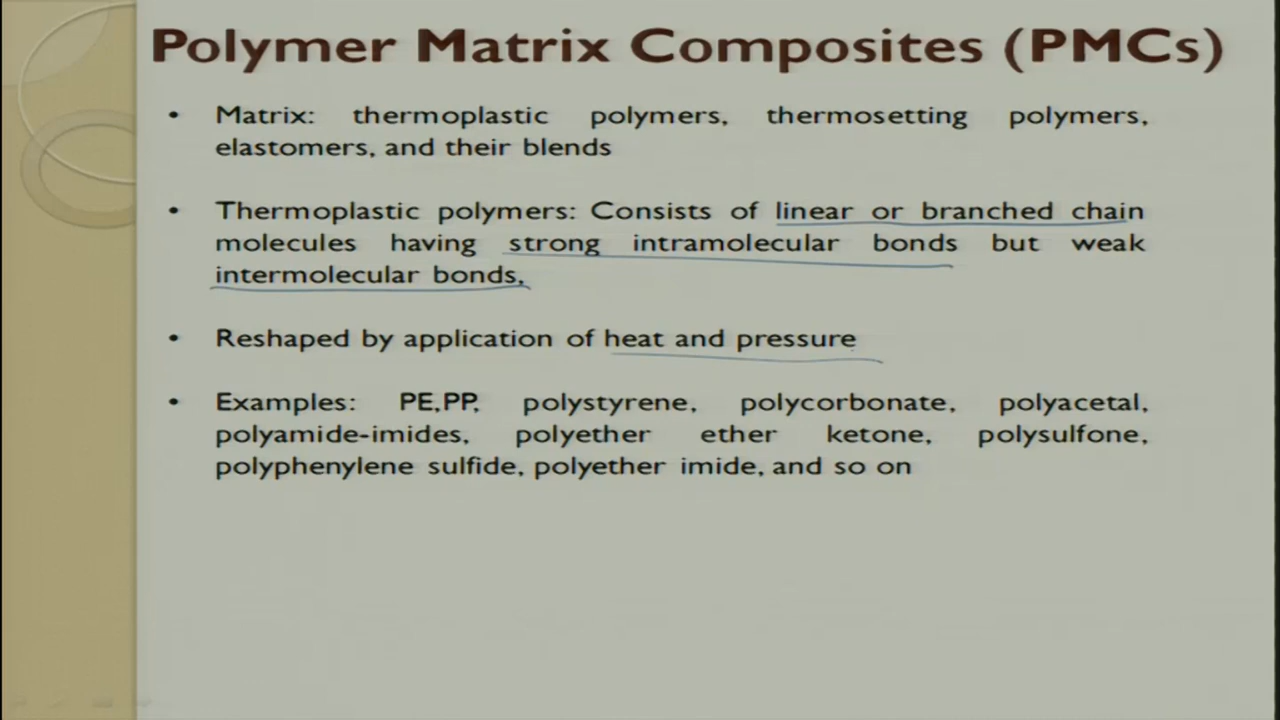 Polymer Matrix Composites (PMCs)
• Matrix: thermoplastic polymers, thermosetting polymers,
elastomers, and their blends
• Thermoplastic polymers: Consists of linear or branched chain
molecules having strong intramolecular bonds but weak
intermolecular bonds,
• Reshaped by application of heat and pressure
• Examples: PE,PP, polystyrene, polycorbonate, polyacetal,
polyamide-imides, polyether ether ketone, polysulfone,
polyphenylene sulfide, polyether imide, and so on